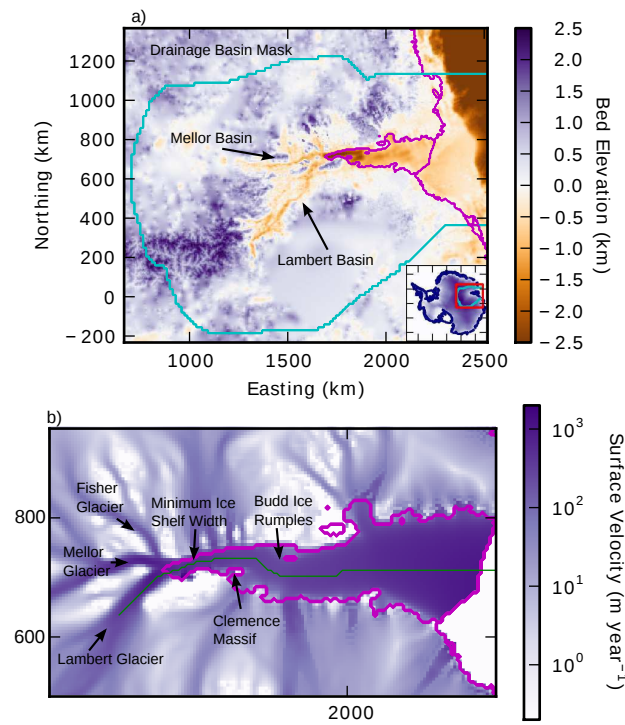 a)
Drainage Basin Mask
Mellor Basin
Lambert Basin
1200
1000
800
600
400
200
0
−200
Northing (km)
1000
1500
2000
2500
Easting (km)
2.5
2.0
1.5
1.0
0.5
0.0
−0.5
−1.0
−1.5
−2.0
−2.5
Bed Elevation (km)
b)
Fisher
Glacier
Minimum Ice
Shelf Width
Budd Ice
Rumples
Mellor
Glacier
Clemence
Massif
Lambert Glacier
800
600
2000
10³
10²
10¹
10⁰
Surface Velocity (m year⁻¹)